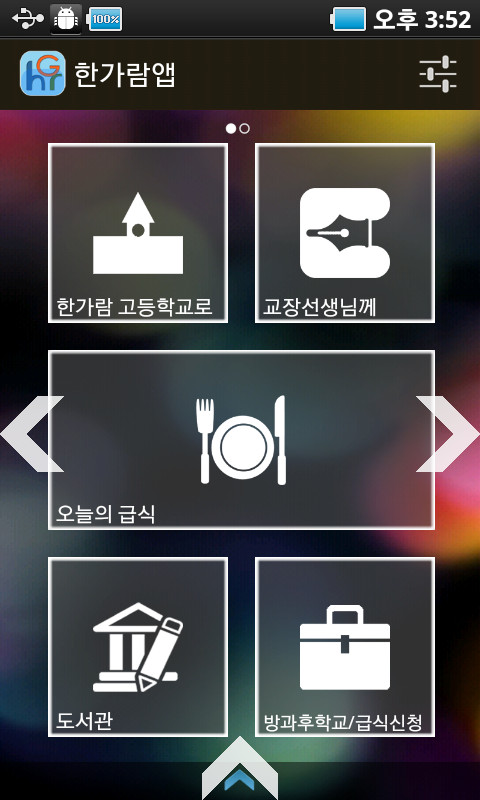 100%
오후 3:52
hGr
한가람앱
한가람 고등학교로
교장선생님께
오늘의 급식
도서관
방과후학교/급식신청